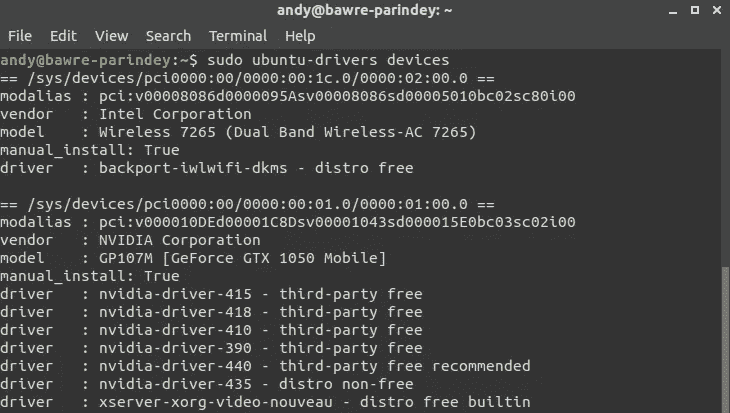 andy@bawre-parindey: ~
File Edit View Search Terminal Help
andy@bawre-parindey:~$ sudo ubuntu-drivers devices
== /sys/devices/pci0000:00/0000:00:1c.0/0000:02:00.0 ==
modalias : pci:v00008086d0000095Asv00008086sd00005010bc02sc80i00
vendor   : Intel Corporation
model    : Wireless 7265 (Dual Band Wireless-AC 7265)
manual_install: True
driver   : backport-iwlwifi-dkms - distro free
== /sys/devices/pci0000:00/0000:00:01.0/0000:01:00.0 ==
modalias : pci:v000010DEd00001C8Dsv00001043sd000015E0bc03sc02i00
vendor   : NVIDIA Corporation
model    : GP107M [GeForce GTX 1050 Mobile]
manual_install: True
driver   : nvidia-driver-415 - third-party free
driver   : nvidia-driver-418 - third-party free
driver   : nvidia-driver-410 - third-party free
driver   : nvidia-driver-390 - third-party free
driver   : nvidia-driver-440 - third-party free recommended
driver   : nvidia-driver-435 - distro non-free
driver   : xserver-xorg-video-nouveau - distro free builtin